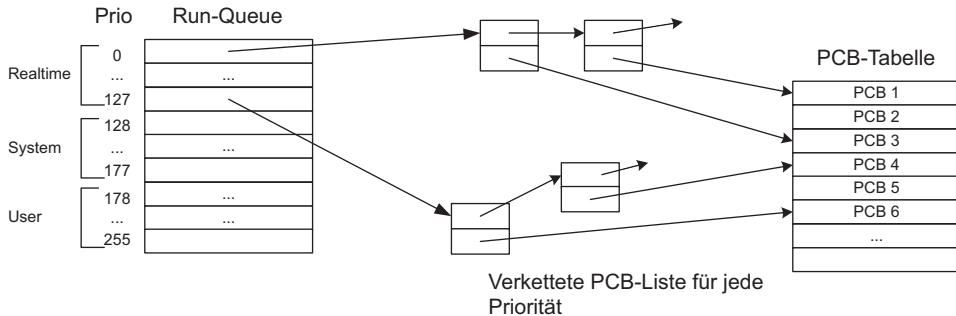 Prio
Run-Queue
Realtime
0
...
127
System
128
...
177
User
178
...
255
...
...
...
...
PCB-Tabelle
PCB 1
PCB 2
PCB 3
PCB 4
PCB 5
PCB 6
...
Verkettete PCB-Liste für jede
Priorität